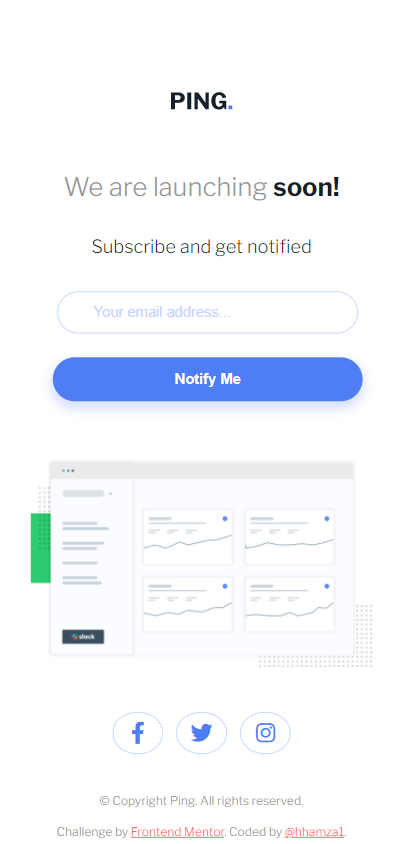 PING.
We are launching soon!
Subscribe and get notified
Your email address...
Notify Me
slack
© Copyright Ping. All rights reserved.
Challenge by Frontend Mentor. Coded by @hhamza1.